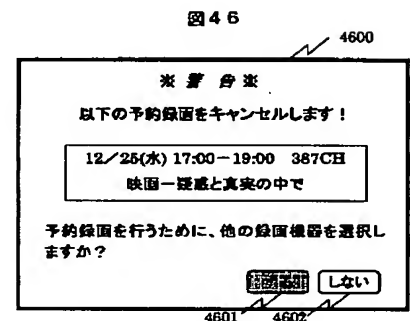 図46
4600
※ 警 告 ※
以下の予約録画をキャンセルします！
12／25(水) 17:00－19:00 387CH
映画－疑惑と真実の中で
予約録画を行うために、他の録画機器を選択し
ますか？
しない
4601 4602